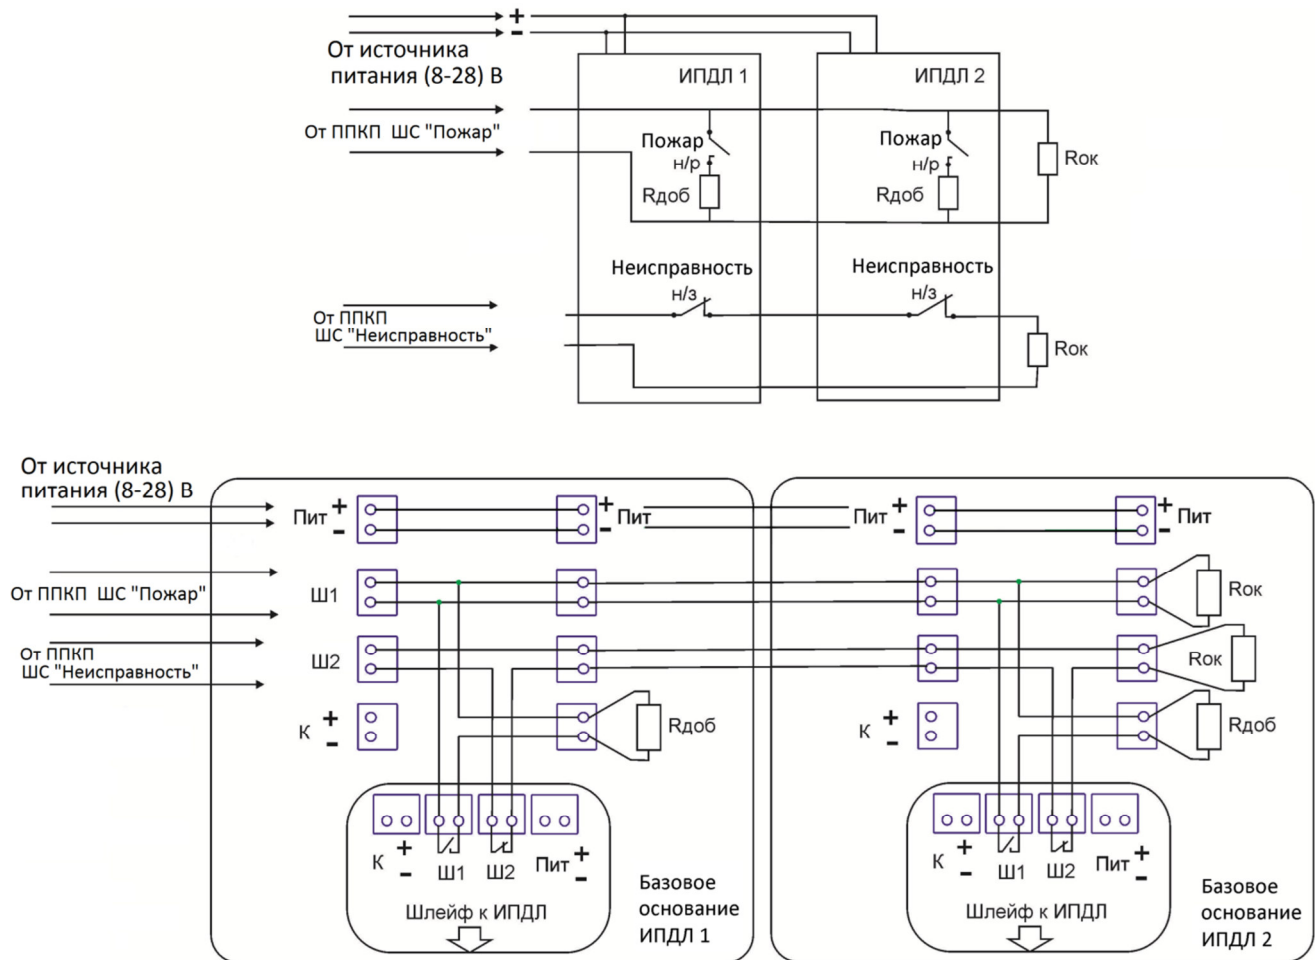 +
-
От источника
питания (8-28) В
ИПДЛ 1
ИПДЛ 2
От ППКП ШС "Пожар"
Пожар
н/р
Rдоб
Пожар
н/р
Rдоб
Rок
Неисправность
н/з
Неисправность
н/з
От ППКП
ШС "Неисправность"
Rок
От источника
питания (8-28) В
Пит + -
+ - Пит
Пит + -
+ - Пит
От ППКП ШС "Пожар"
Ш1
Rок
От ППКП
ШС "Неисправность"
Ш2
Rок
К + -
Rдоб
К + -
Rдоб
К + - Ш1 Ш2 Пит + -
К + - Ш1 Ш2 Пит + -
Шлейф к ИПДЛ
Базовое
основание
ИПДЛ 1
Шлейф к ИПДЛ
Базовое
основание
ИПДЛ 2